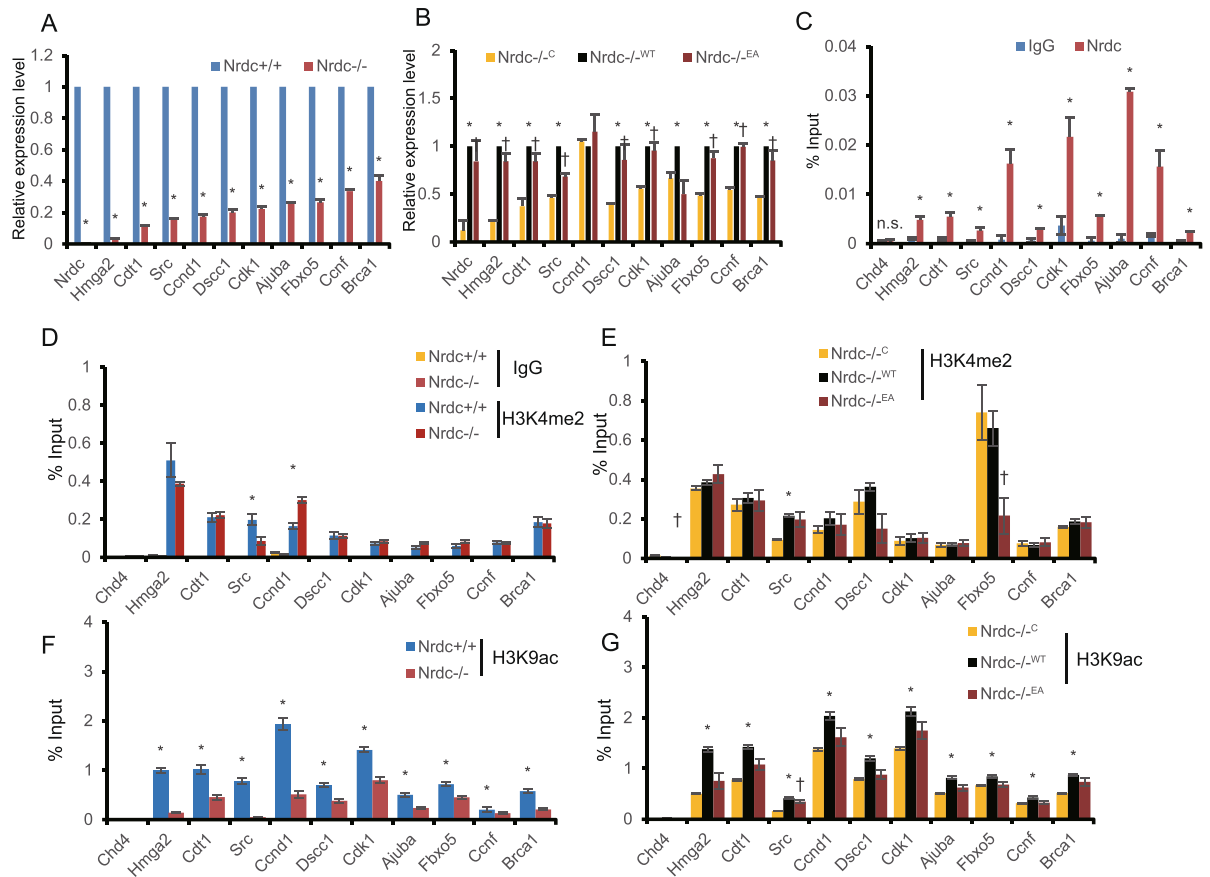 A
Relative expression level
1.2
1
0.8
0.6
0.4
0.2
0
Nrdc+/+ Nrdc-/-
* * * * * * * * * * *
Nrdc Hmga2 Cdt1 Src Ccnd1 Dscc1 Cdk1 Ajuba Fbxo5 Ccnf Brca1
B
Relative expression level
2
1.5
1
0.5
0
Nrdc-/-C Nrdc-/-WT Nrdc-/-EA
* * * * * * * * * *
† † † † † † † † †
Nrdc Hmga2 Cdt1 Src Ccnd1 Dscc1 Cdk1 Ajuba Fbxo5 Ccnf Brca1
C
% Input
0.04
0.03
0.02
0.01
0
IgG Nrdc
n.s. * * * * * * * * * *
Chd4 Hmga2 Cdt1 Src Ccnd1 Dscc1 Cdk1 Fbxo5 Ajuba Ccnf Brca1
D
% Input
1
0.8
0.6
0.4
0.2
0
Nrdc+/+
Nrdc-/-
IgG
Nrdc+/+
Nrdc-/-
H3K4me2
* *
Chd4 Hmga2 Cdt1 Src Ccnd1 Dscc1 Cdk1 Ajuba Fbxo5 Ccnf Brca1
E
% Input
1
0.8
0.6
0.4
0.2
0
Nrdc-/-C
Nrdc-/-WT
Nrdc-/-EA
H3K4me2
† * †
Chd4 Hmga2 Cdt1 Src Ccnd1 Dscc1 Cdk1 Ajuba Fbxo5 Ccnf Brca1
F
% Input
4
3
2
1
0
Nrdc+/+
Nrdc-/-
H3K9ac
* * * * * * * * * *
Chd4 Hmga2 Cdt1 Src Ccnd1 Dscc1 Cdk1 Ajuba Fbxo5 Ccnf Brca1
G
% Input
4
3
2
1
0
Nrdc-/-C
Nrdc-/-WT
Nrdc-/-EA
H3K9ac
* * * † * * * * * * *
Chd4 Hmga2 Cdt1 Src Ccnd1 Dscc1 Cdk1 Ajuba Fbxo5 Ccnf Brca1